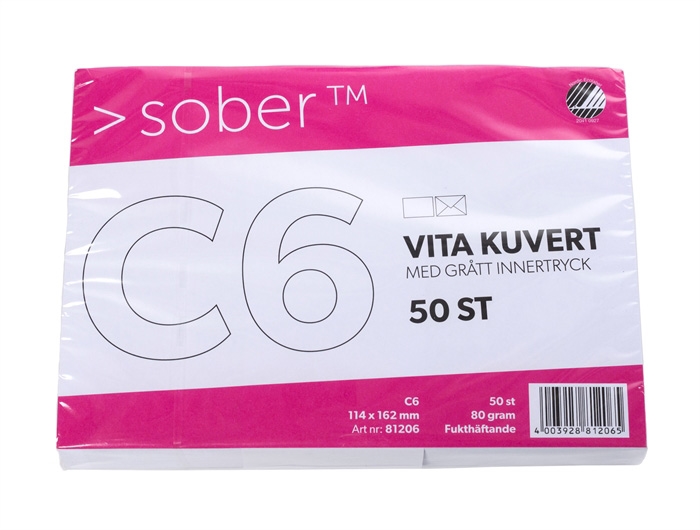 > sober™
C6
VITA KUVERT
MED GRÅTT INNERTRYCK
50 ST
C6
114 x 162 mm
Art nr: 81206
50 st
80 gram
Fukthäftande
4 003928 812065